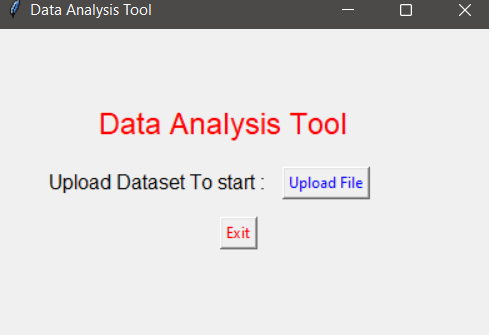 Data Analysis Tool
Data Analysis Tool
Upload Dataset To start : Upload File
Exit